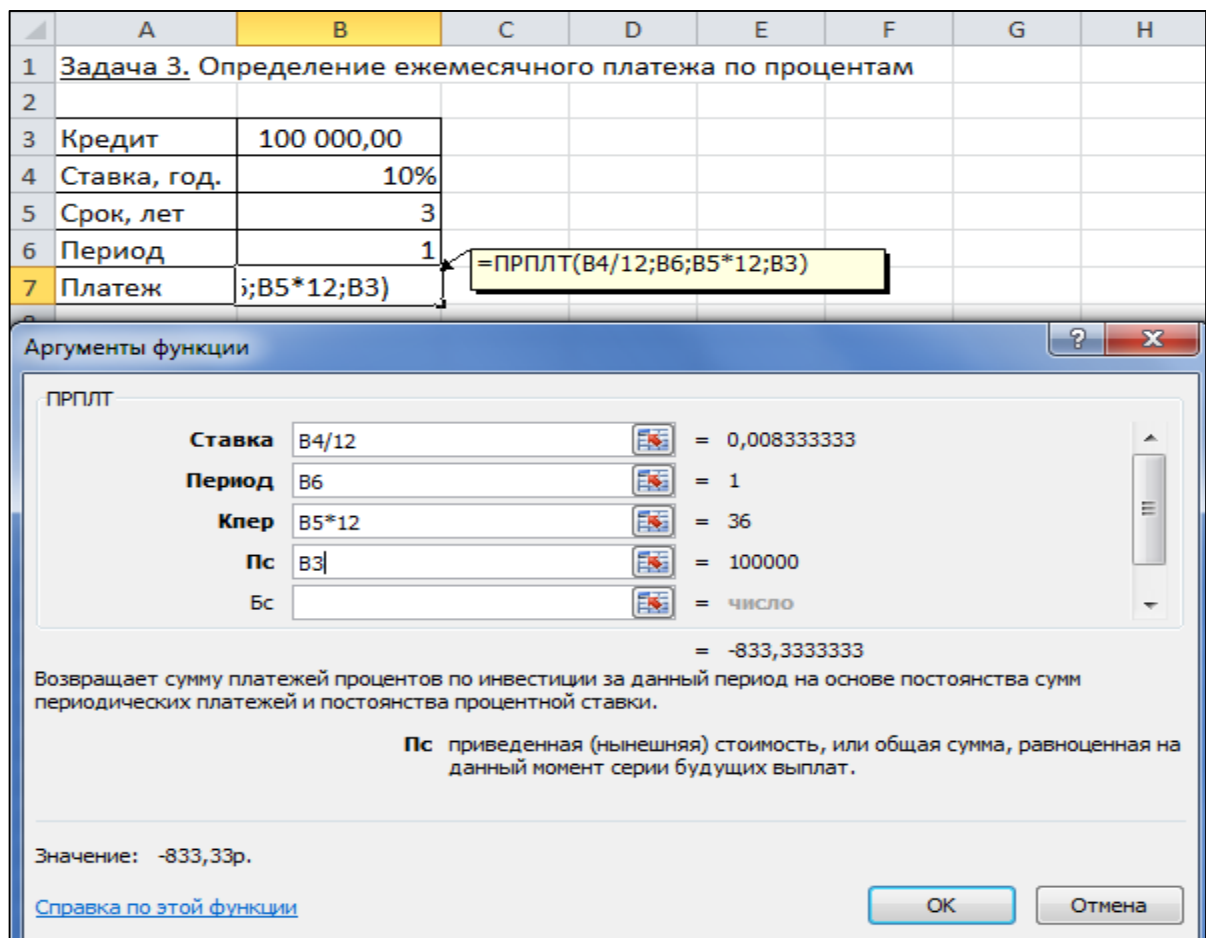 A B C D E F G H
1 Задача 3. Определение ежемесячного платежа по процентам
2
3 Кредит 100 000,00
4 Ставка, год. 10%
5 Срок, лет 3
6 Период 1
=ПРПЛТ(B4/12;B6;B5*12;B3)
7 Платеж ;B5*12;B3)
Аргументы функции
ПРПЛТ
Ставка B4/12 = 0,008333333
Период B6 = 1
Кпер B5*12 = 36
Пс B3 = 100000
Бс = число
= -833,3333333
Возвращает сумму платежей процентов по инвестиции за данный период на основе постоянства сумм
периодических платежей и постоянства процентной ставки.
Пс приведенная (нынешняя) стоимость, или общая сумма, равноценная на
данный момент серии будущих выплат.
Значение: -833,33р.
Справка по этой функции
ОК Отмена